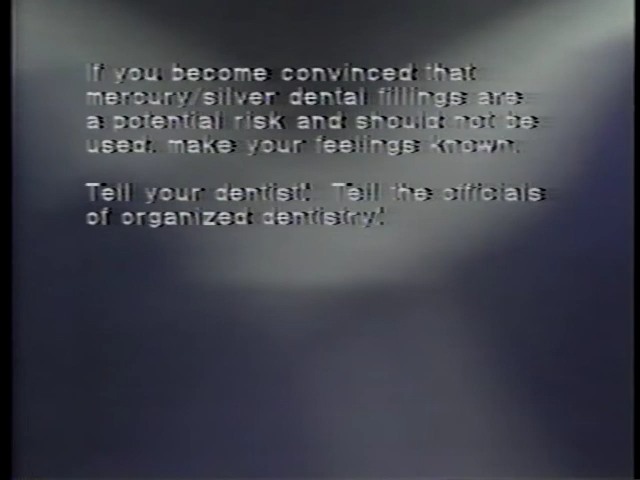 If you become convinced that
mercury/silver dental fillings are
a potential risk and should not be
used, make your feelings known.
Tell your dentist! Tell the officials
of organized dentistry!